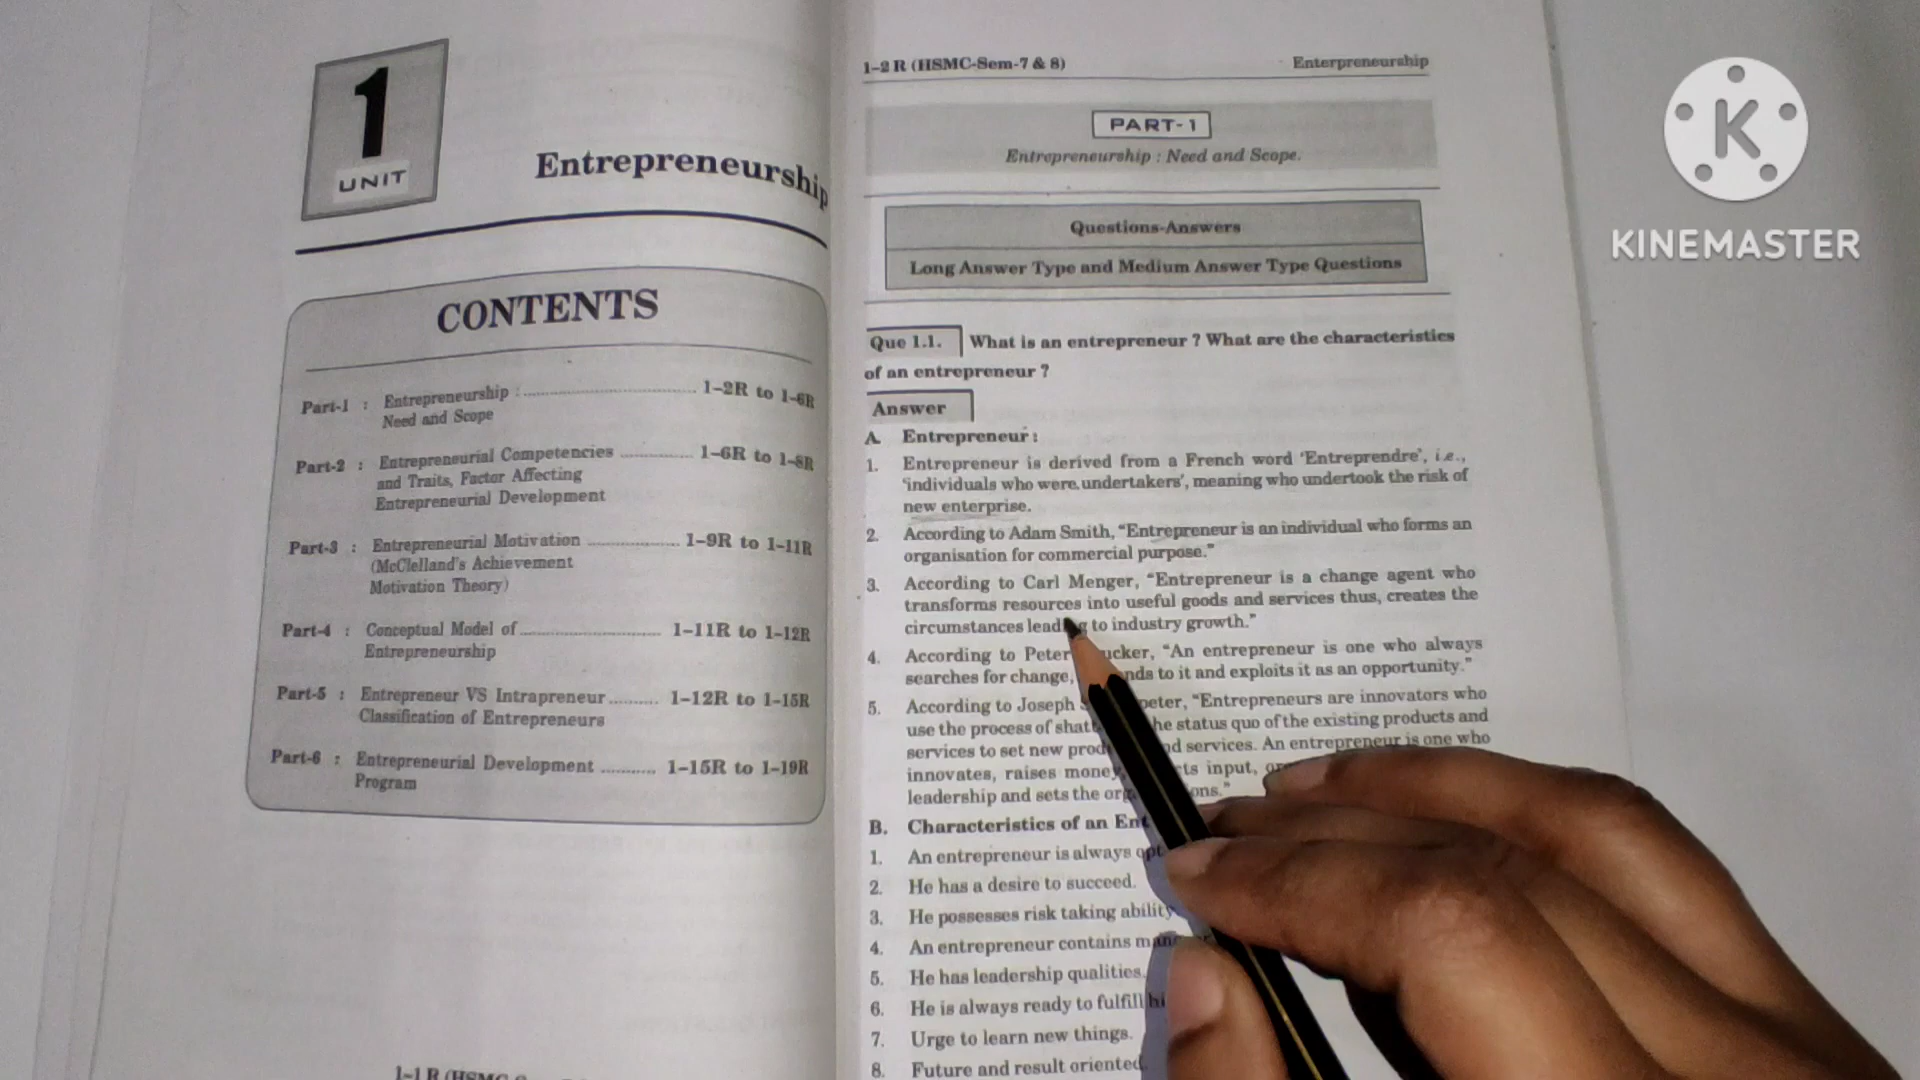 1
UNIT
Entrepreneurship
CONTENTS
Part-1 : Entrepreneurship : ........................ 1–2R to 1–6R
Need and Scope
Part-2 : Entrepreneurial Competencies ............ 1–6R to 1–8R
and Traits, Factor Affecting
Entrepreneurial Development
Part-3 : Entrepreneurial Motivation .............. 1–9R to 1–11R
(McClelland's Achievement
Motivation Theory)
Part-4 : Conceptual Model of ..................... 1–11R to 1–12R
Entrepreneurship
Part-5 : Entrepreneur VS Intrapreneur .......... 1–12R to 1–15R
Classification of Entrepreneurs
Part-6 : Entrepreneurial Development ........... 1–15R to 1–19R
Program
1–1 R (HSMC
1–2 R (HSMC-Sem-7 & 8) Enterpreneurship
PART-1
Entrepreneurship : Need and Scope.
Questions-Answers
Long Answer Type and Medium Answer Type Questions
Que 1.1. What is an entrepreneur ? What are the characteristics
of an entrepreneur ?
Answer
A. Entrepreneur :
1. Entrepreneur is derived from a French word ‘Entreprendre’, i.e.,
‘individuals who were undertakers’, meaning who undertook the risk of
new enterprise.
2. According to Adam Smith, “Entrepreneur is an individual who forms an
organisation for commercial purpose.”
3. According to Carl Menger, “Entrepreneur is a change agent who
transforms resources into useful goods and services thus, creates the
circumstances leading to industry growth.”
4. According to Peter “An entrepreneur is one who always
searches for change, to it and exploits it as an opportunity.”
5. According to Joseph “Entrepreneurs are innovators who
use the process of the status quo of the existing products and
services to set new services. An entrepreneur is one who
innovates, raises money, input,
leadership and sets the
B. Characteristics of an
1. An entrepreneur is always
2. He has a desire to succeed.
3. He possesses risk taking ability
4. An entrepreneur contains
5. He has leadership qualities.
6. He is always ready to fulfill
7. Urge to learn new things.
8. Future and result oriented
K
KINEMASTER